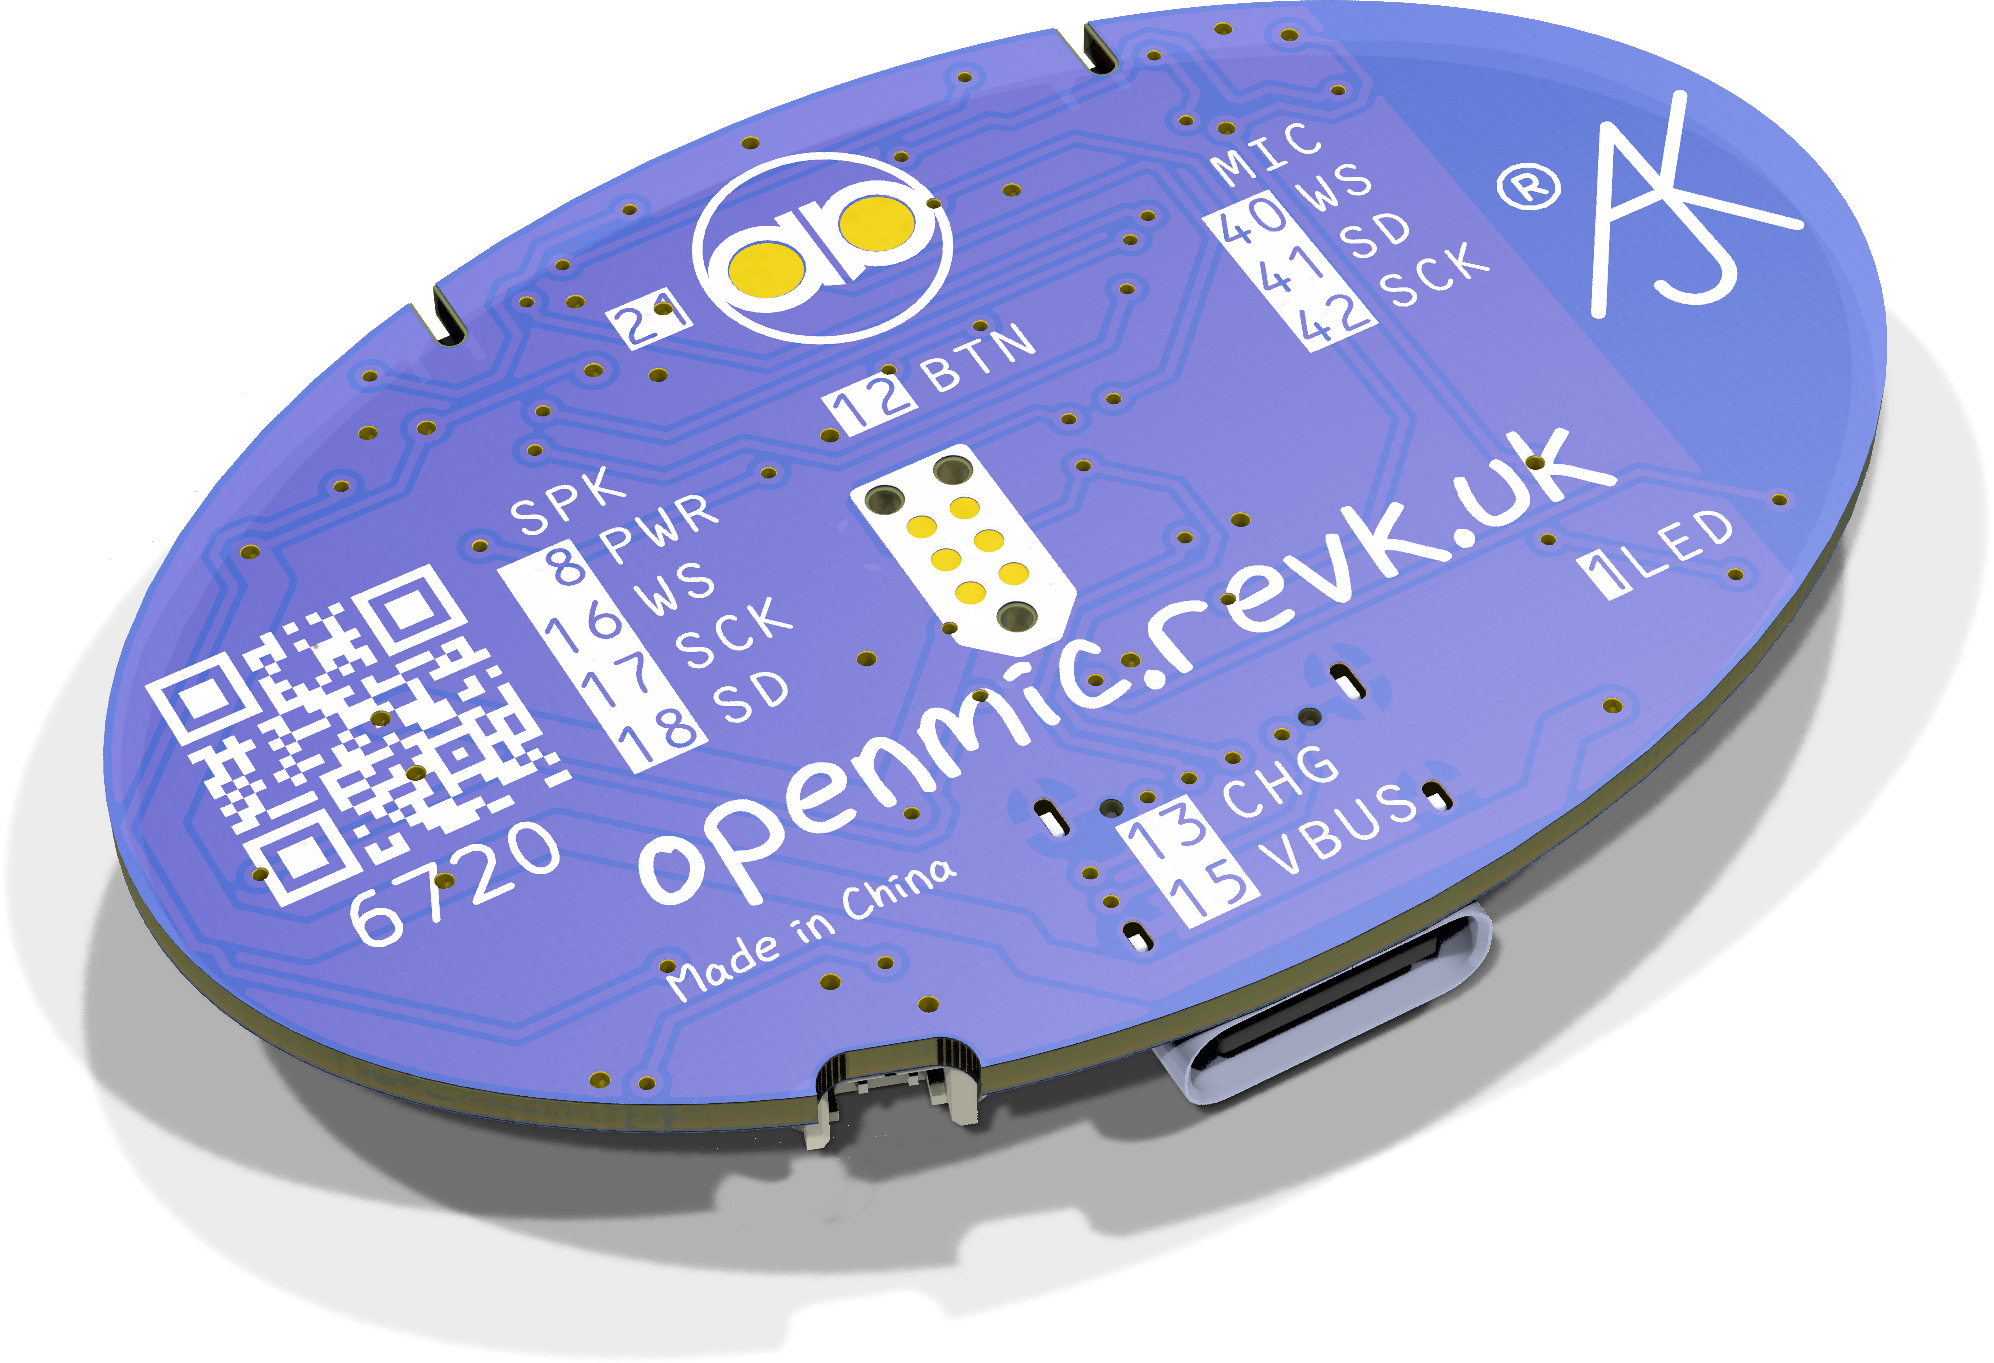 AJK ®
MIC
40 WS
41 SD
42 SCK
21
12 BTN
SPK
8 PWR
16 WS
17 SCK
18 SD
openmic.revk.uk
1 LED
13 CHG
15 VBUS
6720
Made in China